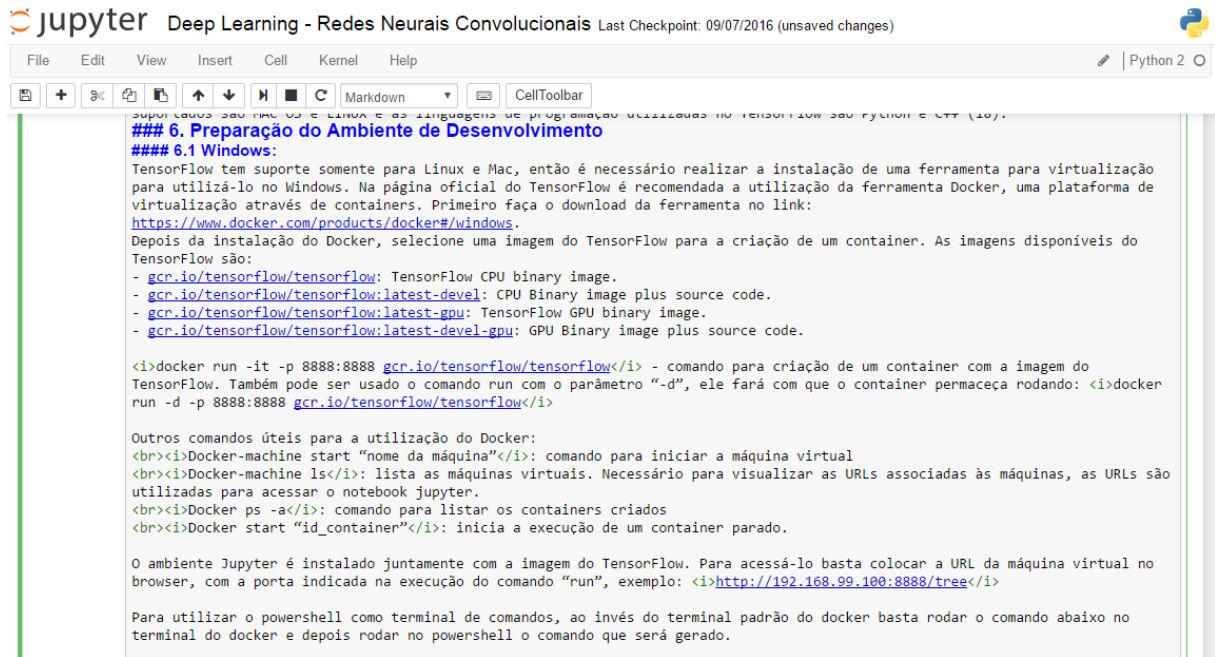 jupyter Deep Learning - Redes Neurais Convolucionais Last Checkpoint: 09/07/2016 (unsaved changes)
File Edit View Insert Cell Kernel Help Python 2
Markdown CellToolbar
suportados são MAC OS e LINUX e as linguagens de programação utilizadas no TensorFlow são Python e C++ (18).
### 6. Preparação do Ambiente de Desenvolvimento
#### 6.1 Windows:
TensorFlow tem suporte somente para Linux e Mac, então é necessário realizar a instalação de uma ferramenta para virtualização
para utilizá-lo no Windows. Na página oficial do TensorFlow é recomendada a utilização da ferramenta Docker, uma plataforma de
virtualização através de containers. Primeiro faça o download da ferramenta no link:
https://www.docker.com/products/docker#/windows.
Depois da instalação do Docker, selecione uma imagem do TensorFlow para a criação de um container. As imagens disponíveis do
TensorFlow são:
- gcr.io/tensorflow/tensorflow: TensorFlow CPU binary image.
- gcr.io/tensorflow/tensorflow:latest-devel: CPU Binary image plus source code.
- gcr.io/tensorflow/tensorflow:latest-gpu: TensorFlow GPU binary image.
- gcr.io/tensorflow/tensorflow:latest-devel-gpu: GPU Binary image plus source code.
<i>docker run -it -p 8888:8888 gcr.io/tensorflow/tensorflow</i> - comando para criação de um container com a imagem do
TensorFlow. Também pode ser usado o comando run com o parâmetro “-d”, ele fará com que o container permaceça rodando: <i>docker
run -d -p 8888:8888 gcr.io/tensorflow/tensorflow</i>
Outros comandos úteis para a utilização do Docker:
<br><i>Docker-machine start “nome da máquina”</i>: comando para iniciar a máquina virtual
<br><i>Docker-machine ls</i>: lista as máquinas virtuais. Necessário para visualizar as URLs associadas às máquinas, as URLs são
utilizadas para acessar o notebook jupyter.
<br><i>Docker ps -a</i>: comando para listar os containers criados
<br><i>Docker start “id_container”</i>: inicia a execução de um container parado.
O ambiente Jupyter é instalado juntamente com a imagem do TensorFlow. Para acessá-lo basta colocar a URL da máquina virtual no
browser, com a porta indicada na execução do comando “run”, exemplo: <i>http://192.168.99.100:8888/tree</i>
Para utilizar o powershell como terminal de comandos, ao invés do terminal padrão do docker basta rodar o comando abaixo no
terminal do docker e depois rodar no powershell o comando que será gerado.